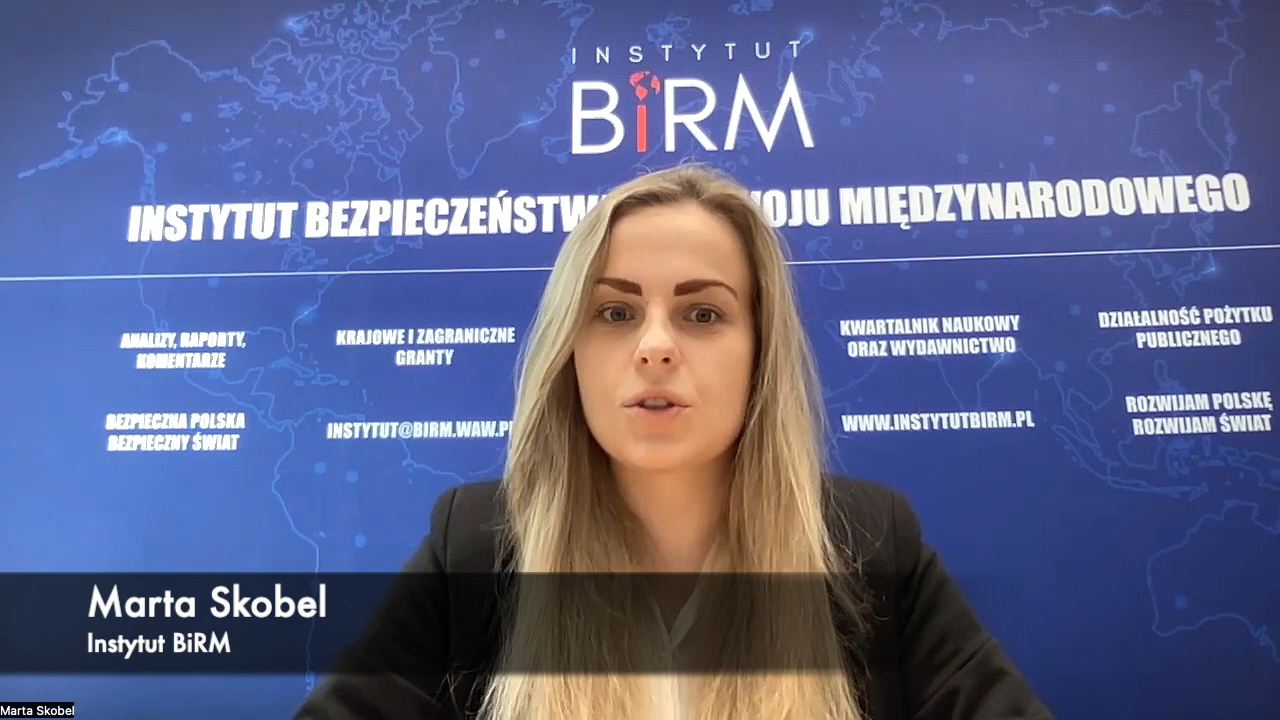 INSTYTUT
BiRM
INSTYTUT BEZPIECZEŃSTW OJU MIĘDZYNARODOWEGO
ANALIZY, RAPORTY,
KOMENTARZE
KRAJOWE I ZAGRANICZNE
GRANTY
KWARTALNIK NAUKOWY
ORAZ WYDAWNICTWO
DZIAŁALNOŚĆ POŻYTKU
PUBLICZNEGO
BEZPIECZNA POLSKA
BEZPIECZNY ŚWIAT
INSTYTUT@BIRM.WAW.PL
WWW.INSTYTUTBIRM.PL
ROZWIJAM POLSKĘ
ROZWIJAM ŚWIAT
Marta Skobel
Instytut BiRM
Marta Skobel